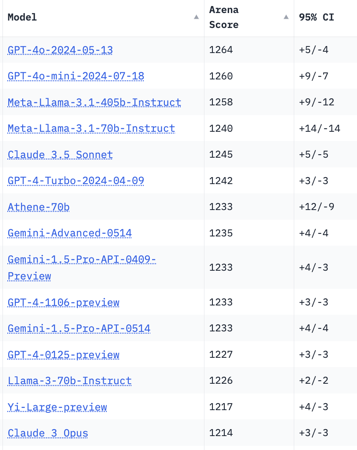 Model ▲ Arena Score ▲ 95% CI
GPT-4o-2024-05-13 1264 +5/-4
GPT-4o-mini-2024-07-18 1260 +9/-7
Meta-Llama-3.1-405b-Instruct 1258 +9/-12
Meta-Llama-3.1-70b-Instruct 1240 +14/-14
Claude 3.5 Sonnet 1245 +5/-5
GPT-4-Turbo-2024-04-09 1242 +3/-3
Athene-70b 1233 +12/-9
Gemini-Advanced-0514 1235 +4/-4
Gemini-1.5-Pro-API-0409-
Preview 1233 +4/-3
GPT-4-1106-preview 1233 +3/-3
Gemini-1.5-Pro-API-0514 1233 +4/-4
GPT-4-0125-preview 1227 +3/-3
Llama-3-70b-Instruct 1226 +2/-2
Yi-Large-preview 1217 +4/-3
Claude 3 Opus 1214 +3/-3